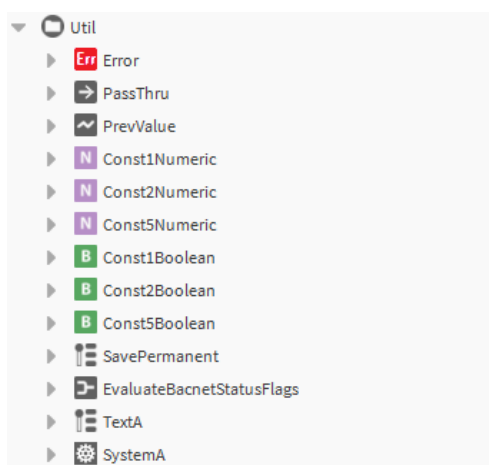 Util
Err Error
PassThru
PrevValue
N Const1Numeric
N Const2Numeric
N Const5Numeric
B Const1Boolean
B Const2Boolean
B Const5Boolean
SavePermanent
EvaluateBacnetStatusFlags
TextA
SystemA